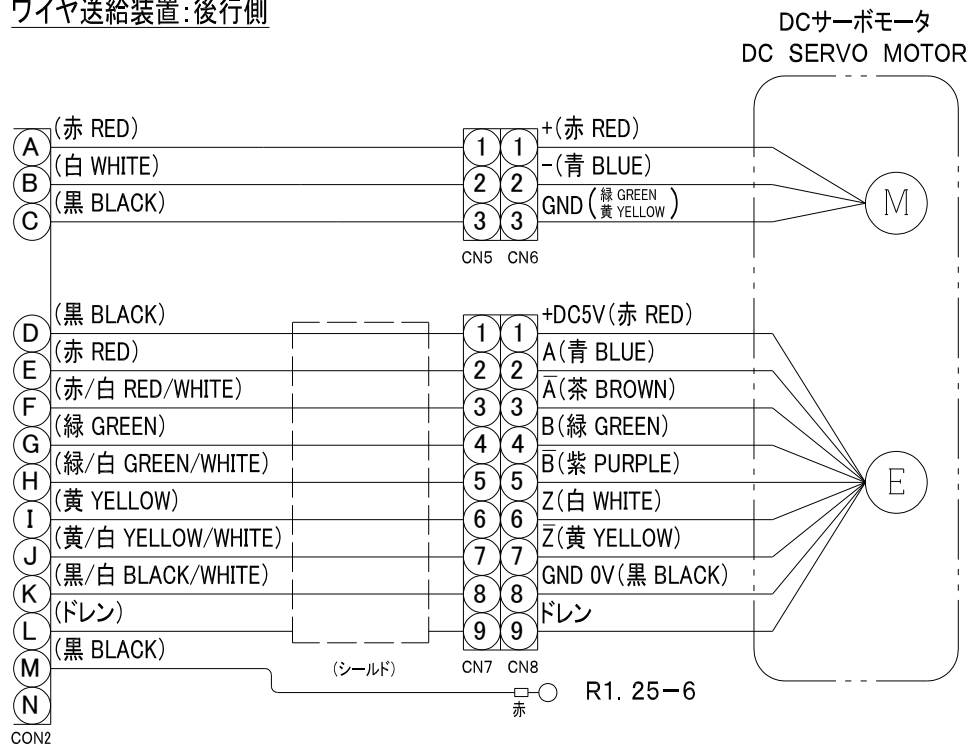 ワイヤ送給装置:後行側
DCサーボモータ
DC SERVO MOTOR
A (赤 RED) 1 1 +(赤 RED)
B (白 WHITE) 2 2 -(青 BLUE)
C (黒 BLACK) 3 3 GND(緑 GREEN 黄 YELLOW)
M
CN5 CN6
D (黒 BLACK) 1 1 +DC5V(赤 RED)
E (赤 RED) 2 2 A(青 BLUE)
F (赤/白 RED/WHITE) 3 3 A̅(茶 BROWN)
G (緑 GREEN) 4 4 B(緑 GREEN)
H (緑/白 GREEN/WHITE) 5 5 B̅(紫 PURPLE)
E
I (黄 YELLOW) 6 6 Z(白 WHITE)
J (黄/白 YELLOW/WHITE) 7 7 Z̅(黄 YELLOW)
K (黒/白 BLACK/WHITE) 8 8 GND 0V(黒 BLACK)
L (ドレン) 9 9 ドレン
M (黒 BLACK)
(シールド) CN7 CN8
N
赤 R1.25-6
CON2